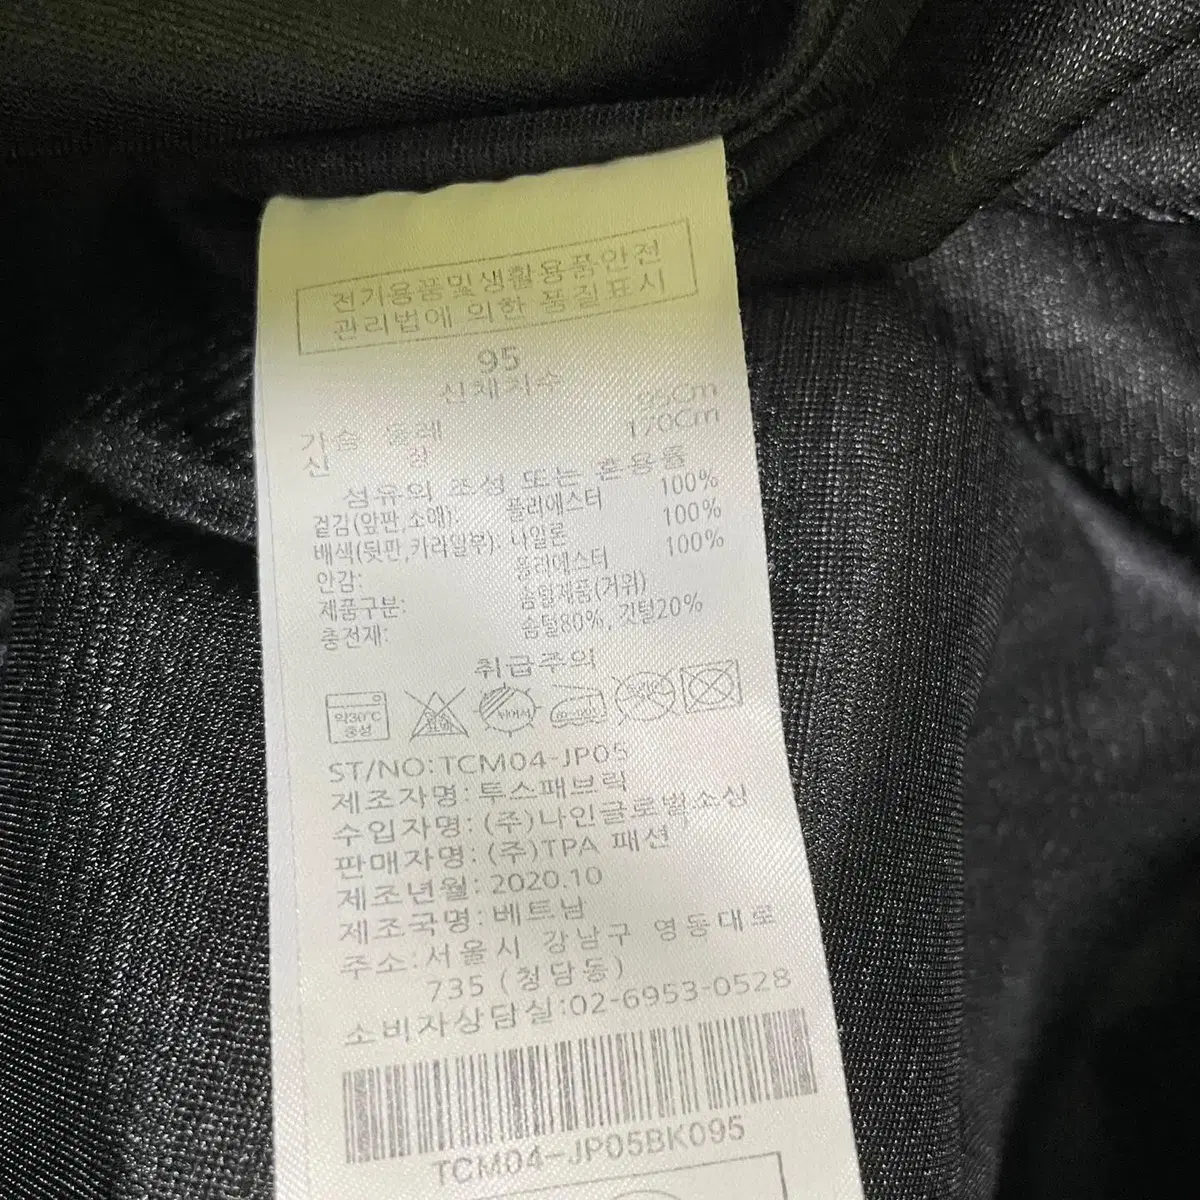 전기용품및생활용품안전
관리법에 의한 품질표시
95
신체치수
가슴 둘레 95Cm
신 장 170Cm
섬유의 조성 또는 혼용률
겉감(앞판,소매): 폴리에스터 100%
배색(뒷판,카라일부): 나일론 100%
안감: 폴리에스터 100%
제품구분: 솜털제품(거위)
충전재: 솜털80%, 깃털20%
취급주의
약30℃
중성
표백
뉘어서
ST/NO:TCM04-JP05
제조자명:투스패브릭
수입자명:(주)나인글로벌소싱
판매자명:(주)TPA 패션
제조년월:2020.10
제조국명:베트남
주소:서울시 강남구 영동대로
735 (청담동)
소비자상담실:02-6953-0528
TCM04-JP05BK095